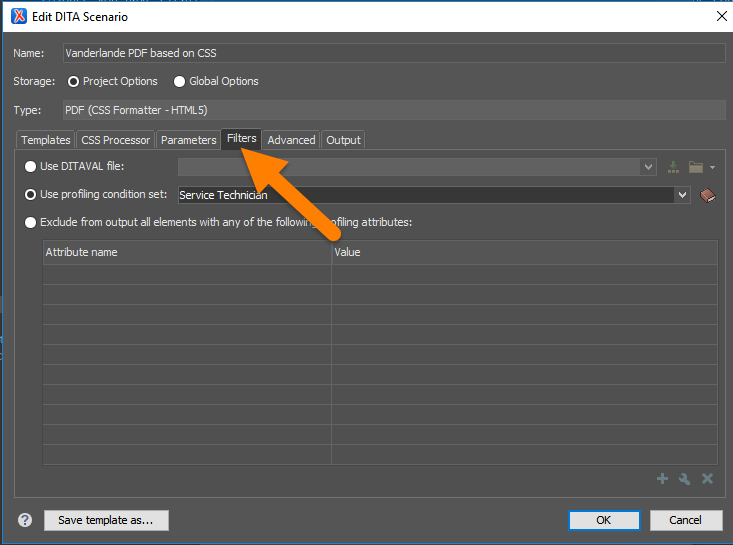 Edit DITA Scenario
Name: Vanderlande PDF based on CSS
Storage: Project Options Global Options
Type: PDF (CSS Formatter - HTML5)
Templates CSS Processor Parameters Filters Advanced Output
Use DITAVAL file:
Use profiling condition set: Service Technician
Exclude from output all elements with any of the following profiling attributes:
Attribute name Value
? Save template as... OK Cancel